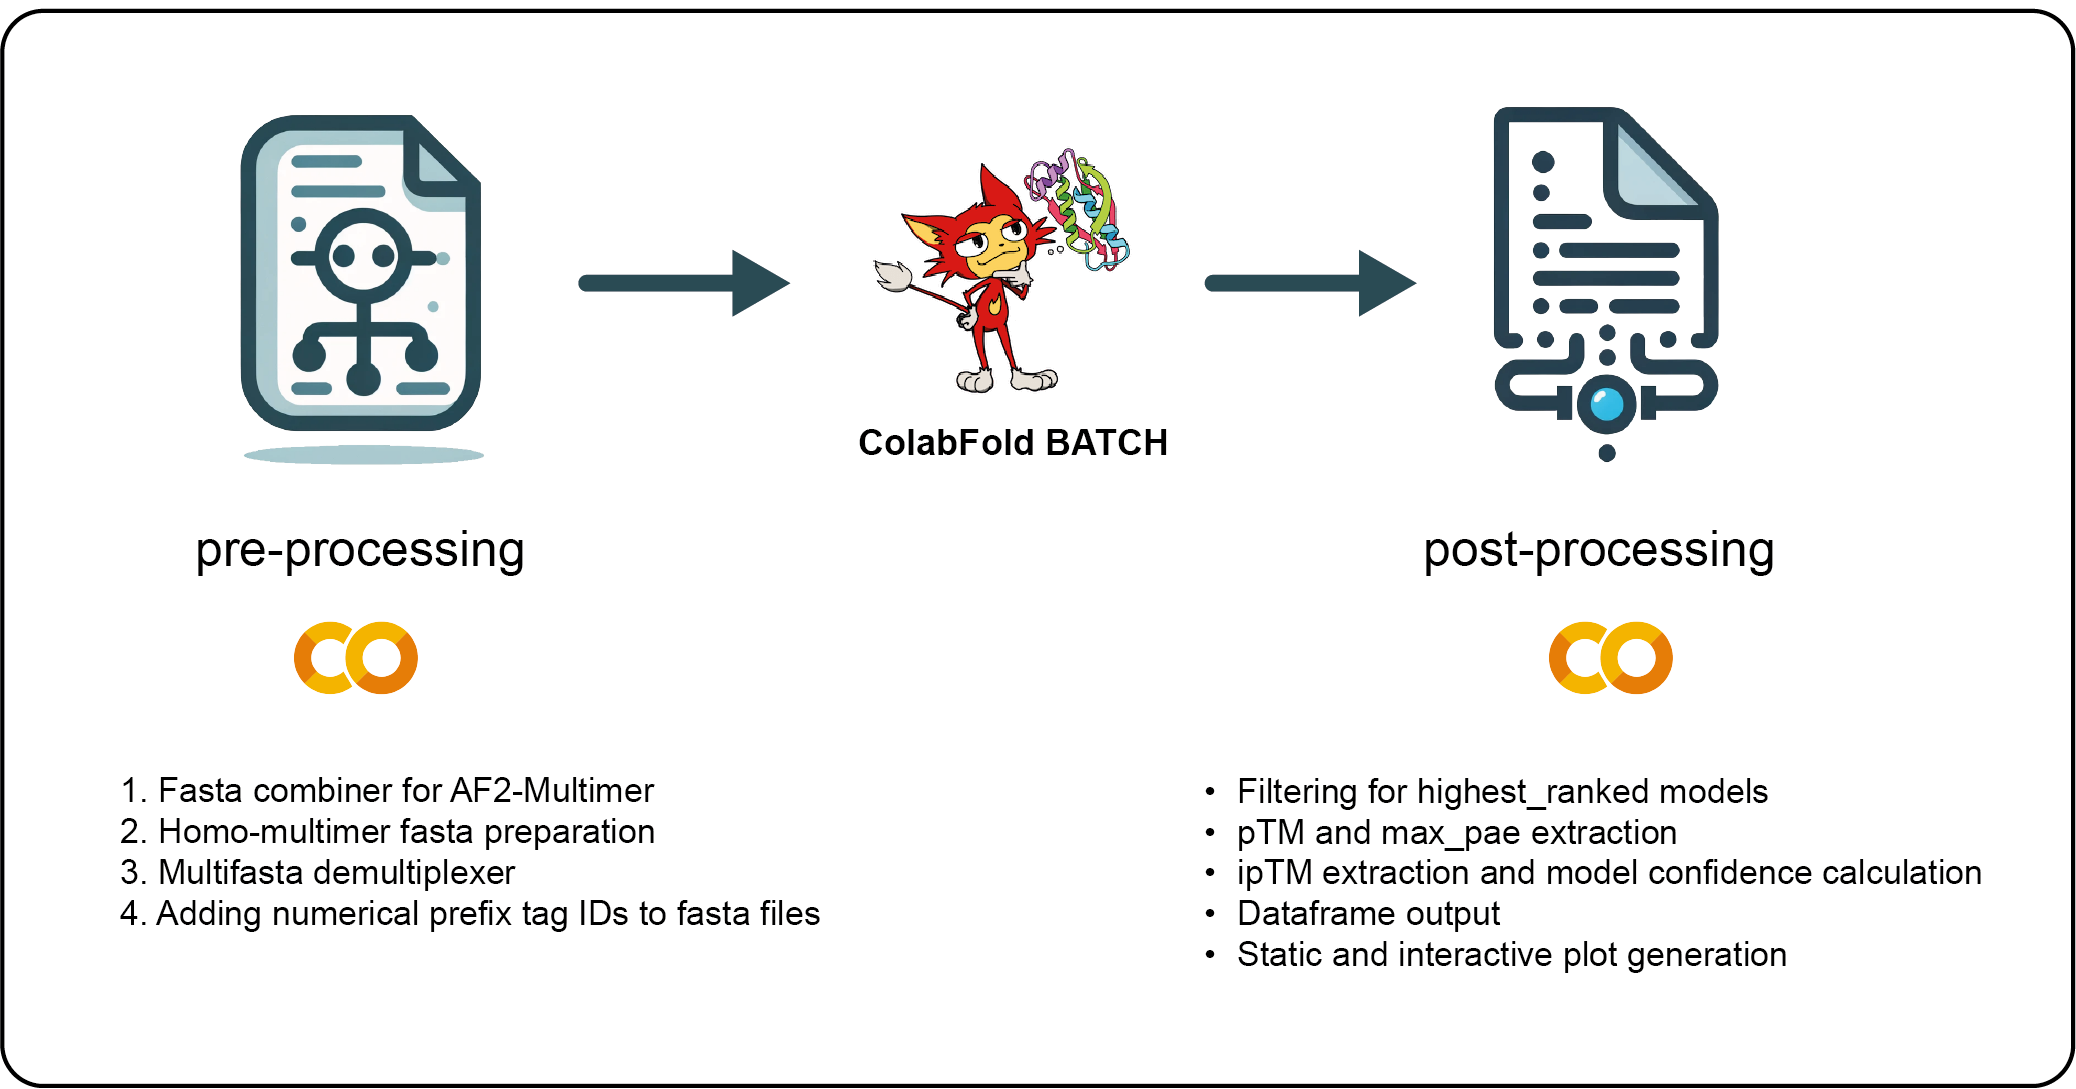 ColabFold BATCH
pre-processing
post-processing
1. Fasta combiner for AF2-Multimer
2. Homo-multimer fasta preparation
3. Multifasta demultiplexer
4. Adding numerical prefix tag IDs to fasta files
• Filtering for highest_ranked models
• pTM and max_pae extraction
• ipTM extraction and model confidence calculation
• Dataframe output
• Static and interactive plot generation